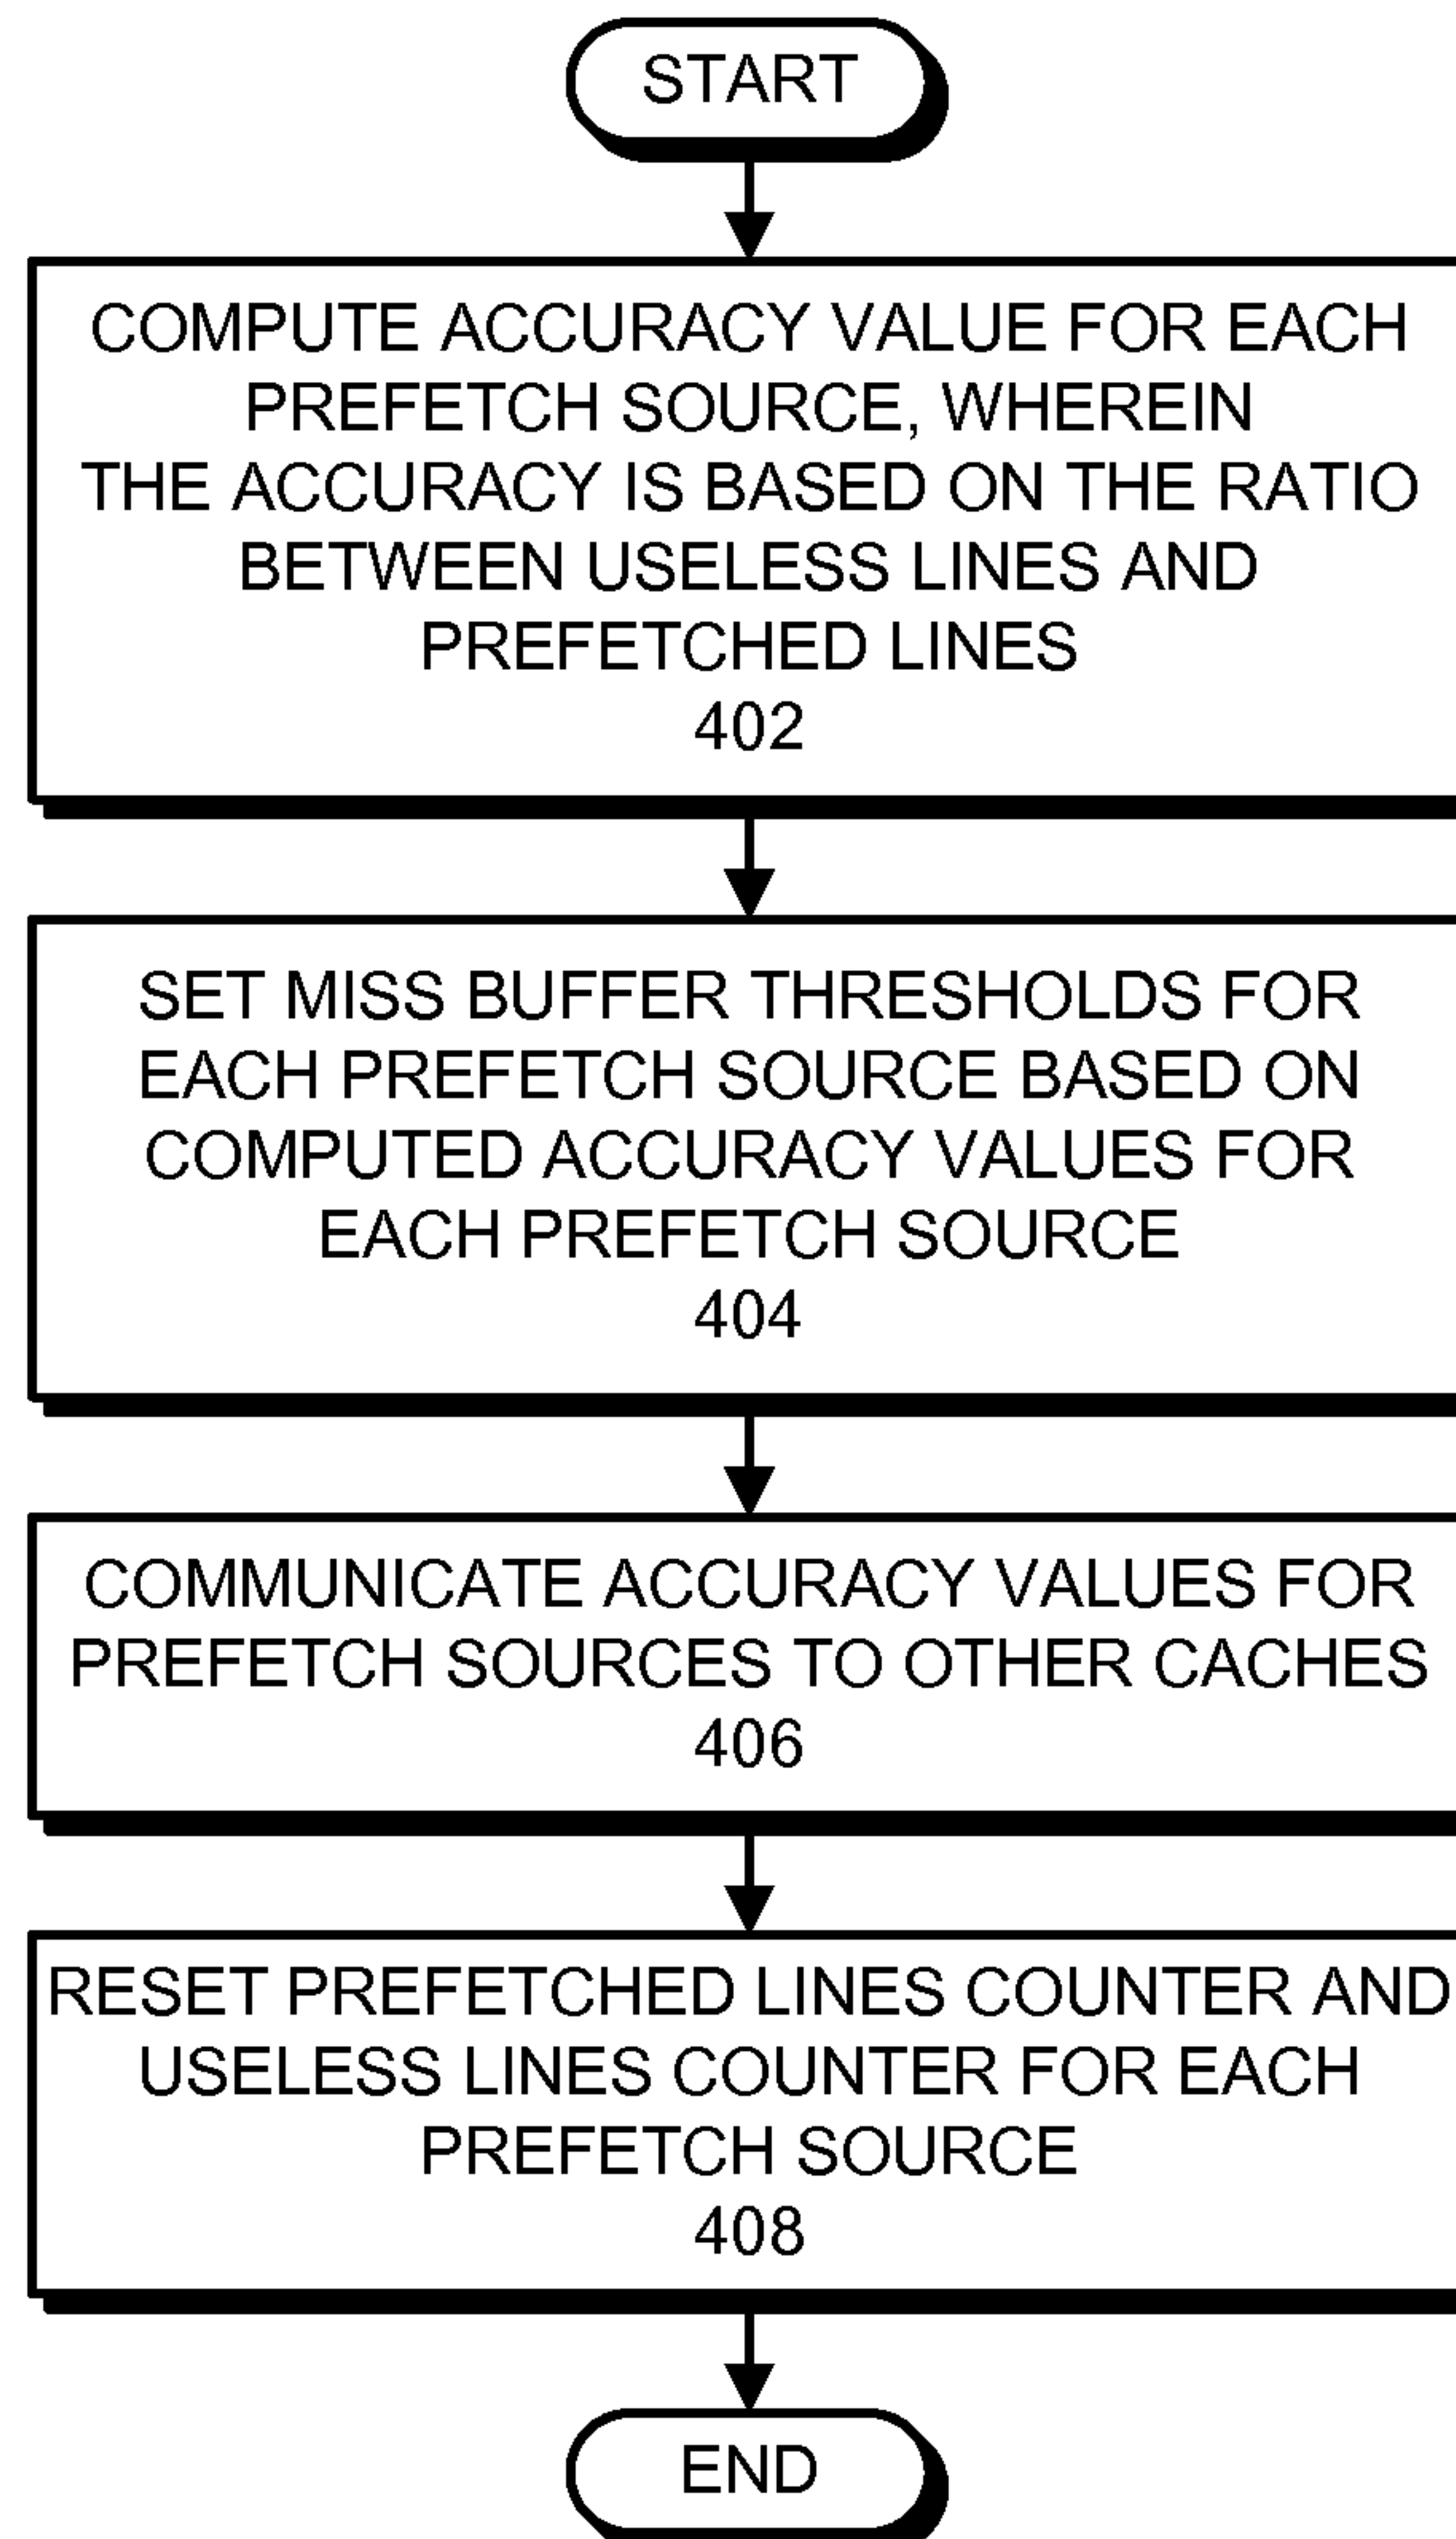 START
COMPUTE ACCURACY VALUE FOR EACH
PREFETCH SOURCE, WHEREIN
THE ACCURACY IS BASED ON THE RATIO
BETWEEN USELESS LINES AND
PREFETCHED LINES
402
SET MISS BUFFER THRESHOLDS FOR
EACH PREFETCH SOURCE BASED ON
COMPUTED ACCURACY VALUES FOR
EACH PREFETCH SOURCE
404
COMMUNICATE ACCURACY VALUES FOR
PREFETCH SOURCES TO OTHER CACHES
406
RESET PREFETCHED LINES COUNTER AND
USELESS LINES COUNTER FOR EACH
PREFETCH SOURCE
408
END